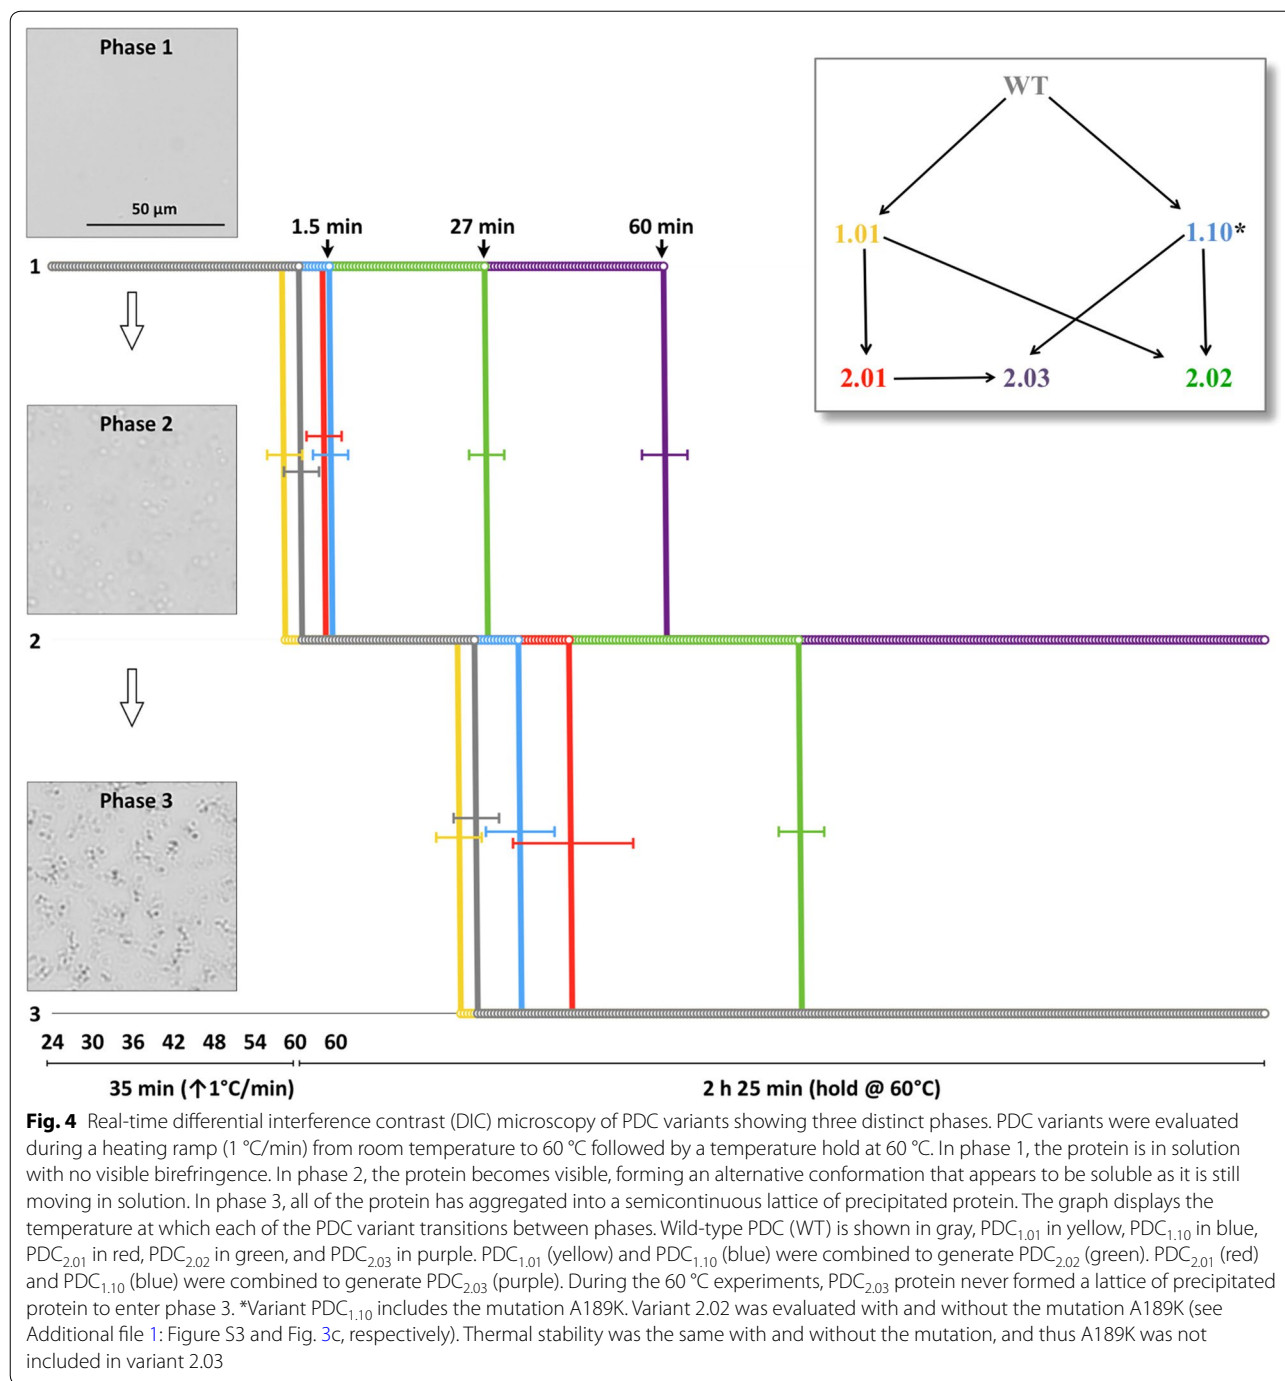 Phase 1
50 µm
WT
1.01
1.10*
2.01
2.03
2.02
1.5 min
27 min
60 min
1
Phase 2
2
Phase 3
3
24 30 36 42 48 54 60 60
35 min (↑1°C/min)
2 h 25 min (hold @ 60°C)
Fig. 4 Real-time differential interference contrast (DIC) microscopy of PDC variants showing three distinct phases. PDC variants were evaluated
during a heating ramp (1 °C/min) from room temperature to 60 °C followed by a temperature hold at 60 °C. In phase 1, the protein is in solution
with no visible birefringence. In phase 2, the protein becomes visible, forming an alternative conformation that appears to be soluble as it is still
moving in solution. In phase 3, all of the protein has aggregated into a semicontinuous lattice of precipitated protein. The graph displays the
temperature at which each of the PDC variant transitions between phases. Wild-type PDC (WT) is shown in gray, PDC1.01 in yellow, PDC1.10 in blue,
PDC2.01 in red, PDC2.02 in green, and PDC2.03 in purple. PDC1.01 (yellow) and PDC1.10 (blue) were combined to generate PDC2.02 (green). PDC2.01 (red)
and PDC1.10 (blue) were combined to generate PDC2.03 (purple). During the 60 °C experiments, PDC2.03 protein never formed a lattice of precipitated
protein to enter phase 3. *Variant PDC1.10 includes the mutation A189K. Variant 2.02 was evaluated with and without the mutation A189K (see
Additional file 1: Figure S3 and Fig. 3c, respectively). Thermal stability was the same with and without the mutation, and thus A189K was not
included in variant 2.03